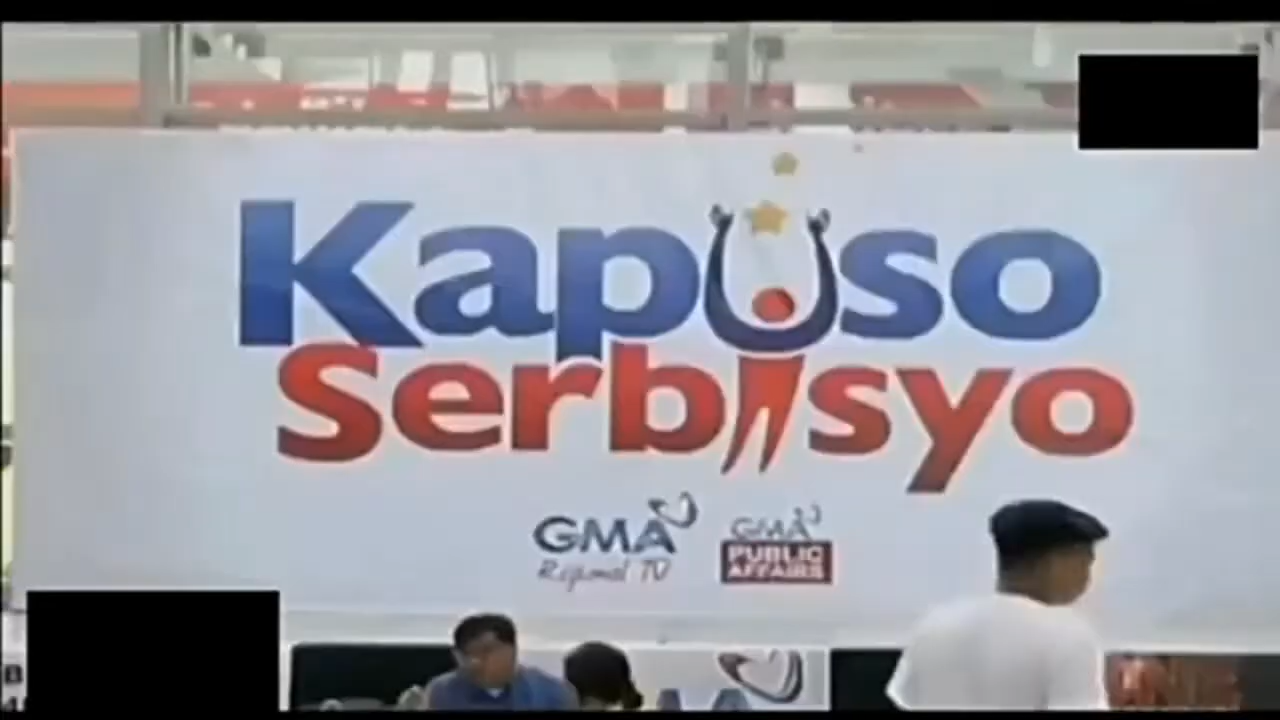 Kapuso
Serbisyo
GMA
Regional TV
GMA
PUBLIC
AFFAIRS